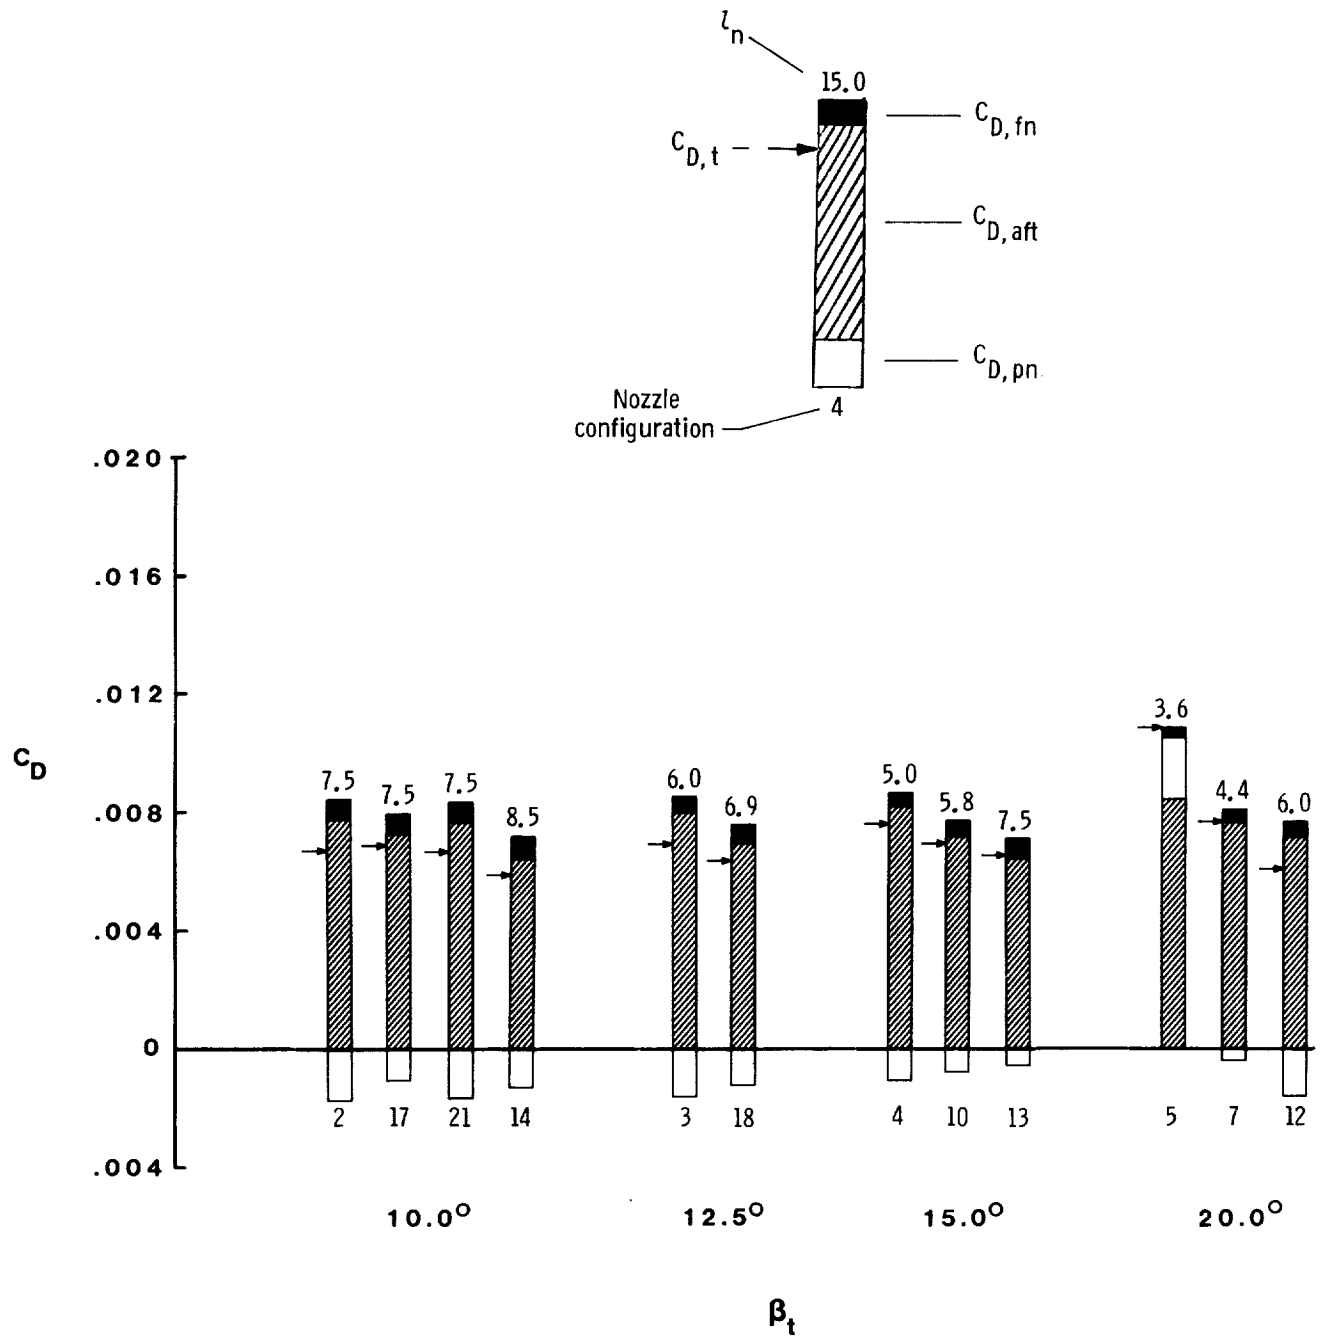 l_n
15.0
C_D,fn
C_D,t
C_D,aft
C_D,pn
Nozzle
configuration
4
.020
.016
.012
.008
.004
0
.004
C_D
7.5
7.5
7.5
8.5
6.0
6.9
5.0
5.8
7.5
3.6
4.4
6.0
2 17 21 14 3 18 4 10 13 5 7 12
10.0° 12.5° 15.0° 20.0°
β_t